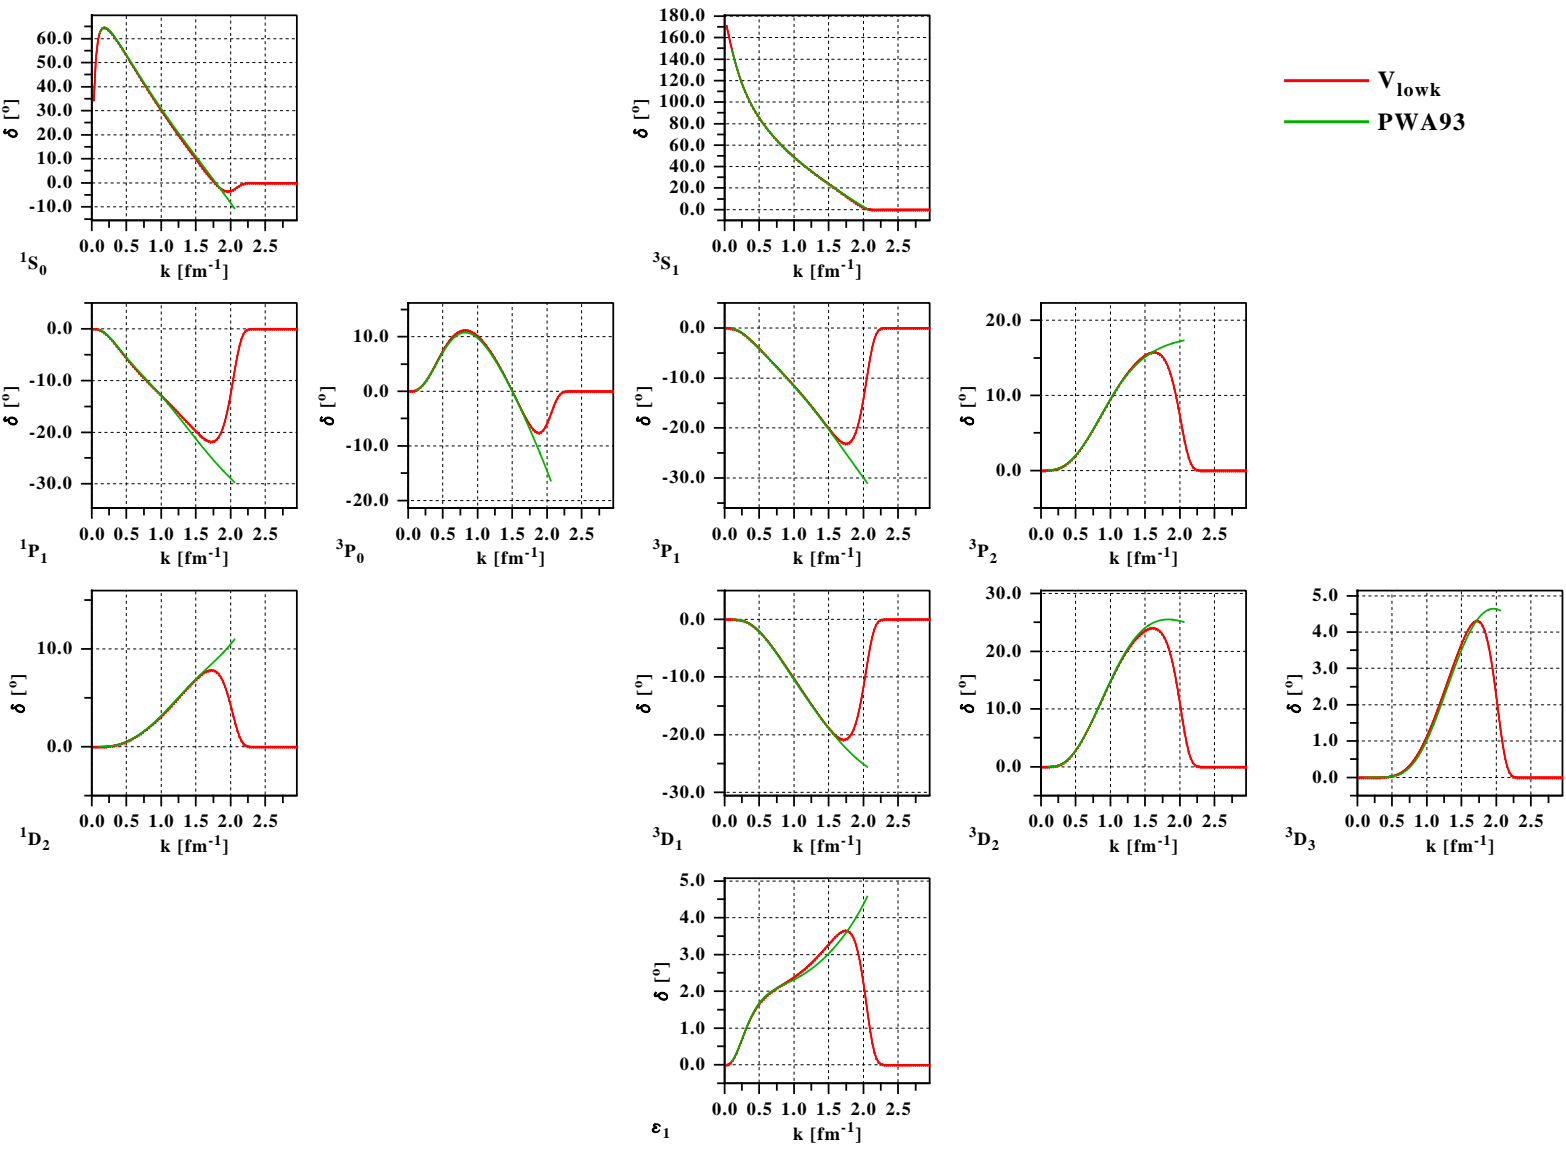 60.0
50.0
40.0
30.0
20.0
10.0
0.0
-10.0
δ [°]
0.0 0.5 1.0 1.5 2.0 2.5
¹S₀
k [fm⁻¹]
180.0
160.0
140.0
120.0
100.0
80.0
60.0
40.0
20.0
0.0
δ [°]
0.0 0.5 1.0 1.5 2.0 2.5
³S₁
k [fm⁻¹]
V_lowk
PWA93
0.0
-10.0
-20.0
-30.0
δ [°]
0.0 0.5 1.0 1.5 2.0 2.5
¹P₁
k [fm⁻¹]
10.0
0.0
-10.0
-20.0
δ [°]
0.0 0.5 1.0 1.5 2.0 2.5
³P₀
k [fm⁻¹]
0.0
-10.0
-20.0
-30.0
δ [°]
0.0 0.5 1.0 1.5 2.0 2.5
³P₁
k [fm⁻¹]
20.0
10.0
0.0
δ [°]
0.0 0.5 1.0 1.5 2.0 2.5
³P₂
k [fm⁻¹]
10.0
0.0
δ [°]
0.0 0.5 1.0 1.5 2.0 2.5
¹D₂
k [fm⁻¹]
0.0
-10.0
-20.0
-30.0
δ [°]
0.0 0.5 1.0 1.5 2.0 2.5
³D₁
k [fm⁻¹]
30.0
20.0
10.0
0.0
δ [°]
0.0 0.5 1.0 1.5 2.0 2.5
³D₂
k [fm⁻¹]
5.0
4.0
3.0
2.0
1.0
0.0
δ [°]
0.0 0.5 1.0 1.5 2.0 2.5
³D₃
k [fm⁻¹]
5.0
4.0
3.0
2.0
1.0
0.0
δ [°]
0.0 0.5 1.0 1.5 2.0 2.5
ε₁
k [fm⁻¹]